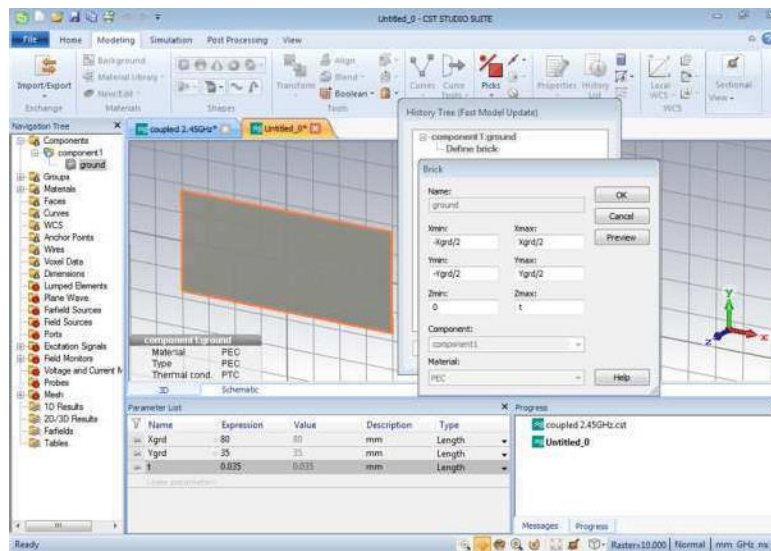 Untitled_0 - CST STUDIO SUITE
File Home Modeling Simulation Post Processing View
Import/Export
Background
Material Library
New/Edit
Transform
Align
Blend
Boolean
Curves
Curve Tools
Picks
Properties
History List
Local WCS
Sectional View
Exchange Materials Shapes Tools WCS
Navigation Tree
Components
component1
ground
Groups
Materials
Faces
Curves
WCS
Anchor Points
Wires
Voxel Data
Dimensions
Lumped Elements
Plane Wave
Farfield Sources
Field Sources
Ports
Excitation Signals
Field Monitors
Voltage and Current M
Probes
Mesh
1D Results
2D/3D Results
Farfields
Tables
coupled 2.45GHz*
Untitled_0*
component1:ground
Material PEC
Type PEC
Thermal cond. PTC
3D Schematic
History Tree (Fast Model Update)
component1:ground
Define brick
Brick
Name:
ground
OK
Cancel
Preview
Xmin: Xmax:
-Xgrd/2 Xgrd/2
Ymin: Ymax:
-Ygrd/2 Ygrd/2
Zmin: Zmax:
0 t
Component:
component1
Material:
PEC
Help
y
x
z
Parameter List
Name Expression Value Description Type
Xgrd 80 80 mm Length
Ygrd 35 35 mm Length
t 0.035 0.035 mm Length
<new parameter>
Progress
coupled 2.45GHz.cst
Untitled_0
Messages Progress
Ready
Raster=10.000 Normal mm GHz ns